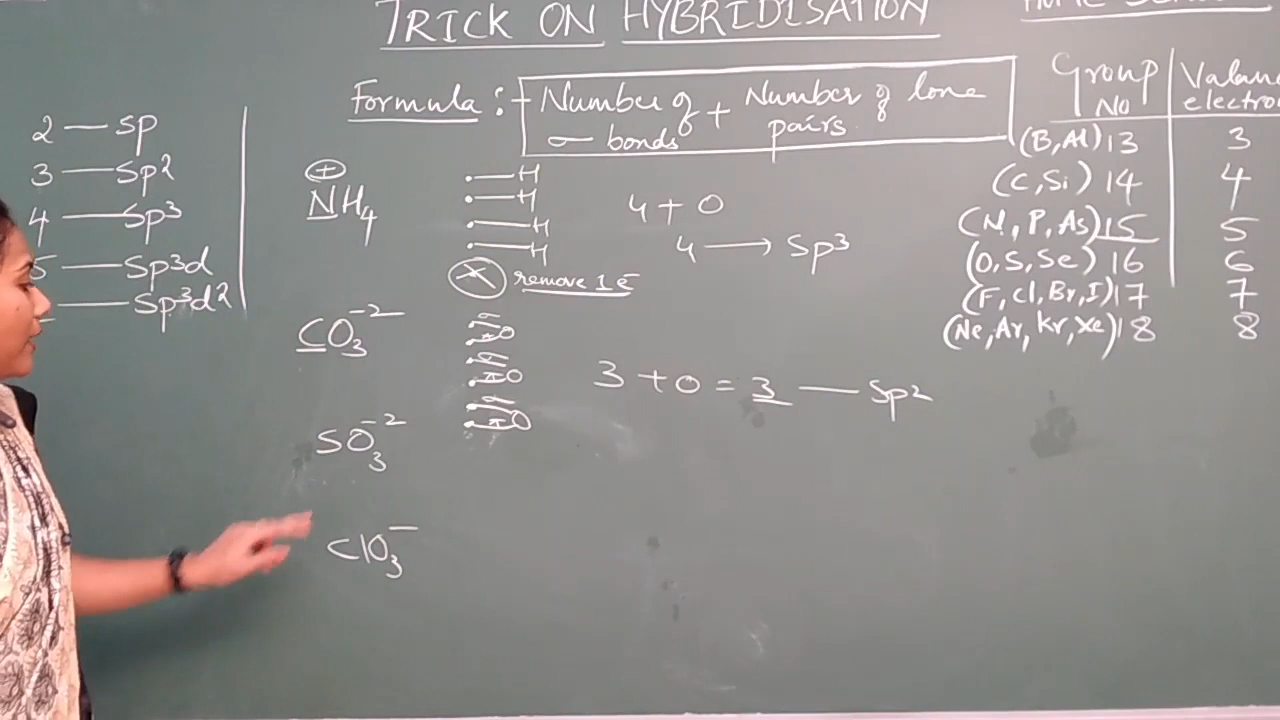 TRICK ON HYBRIDISATION
Formula :- Number of σ bonds + Number of lone pairs
2 — sp
3 — Sp2
4 — Sp3
5 — Sp3d
— Sp3d2
⊕
NH4
•—H
•—H
•—H
•—H
× remove 1 e⁻
4 + 0
4 → Sp3
CO3⁻²
σ
π O
σ
π O
σ
π O
3 + 0 = 3 — Sp2
SO3⁻²
ClO3⁻
Group No
electro
(B, Al) 13 3
(C, Si) 14 4
(N, P, As) 15 5
(O, S, Se) 16 6
(F, Cl, Br, I) 17 7
(Ne, Ar, Kr, Xe) 18 8